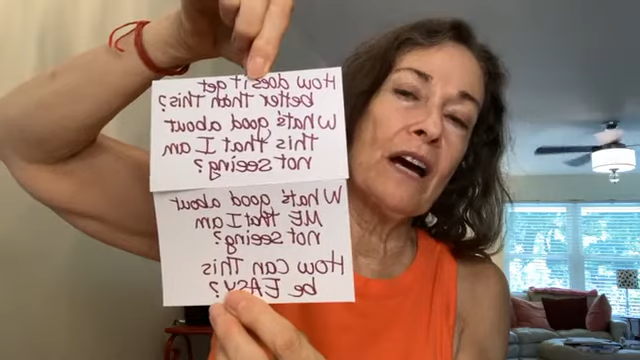 How does it get
better than This?
What's good about
this That I am
not seeing?
What's good about
ME that I am
not seeing?
How can This
be EASY?